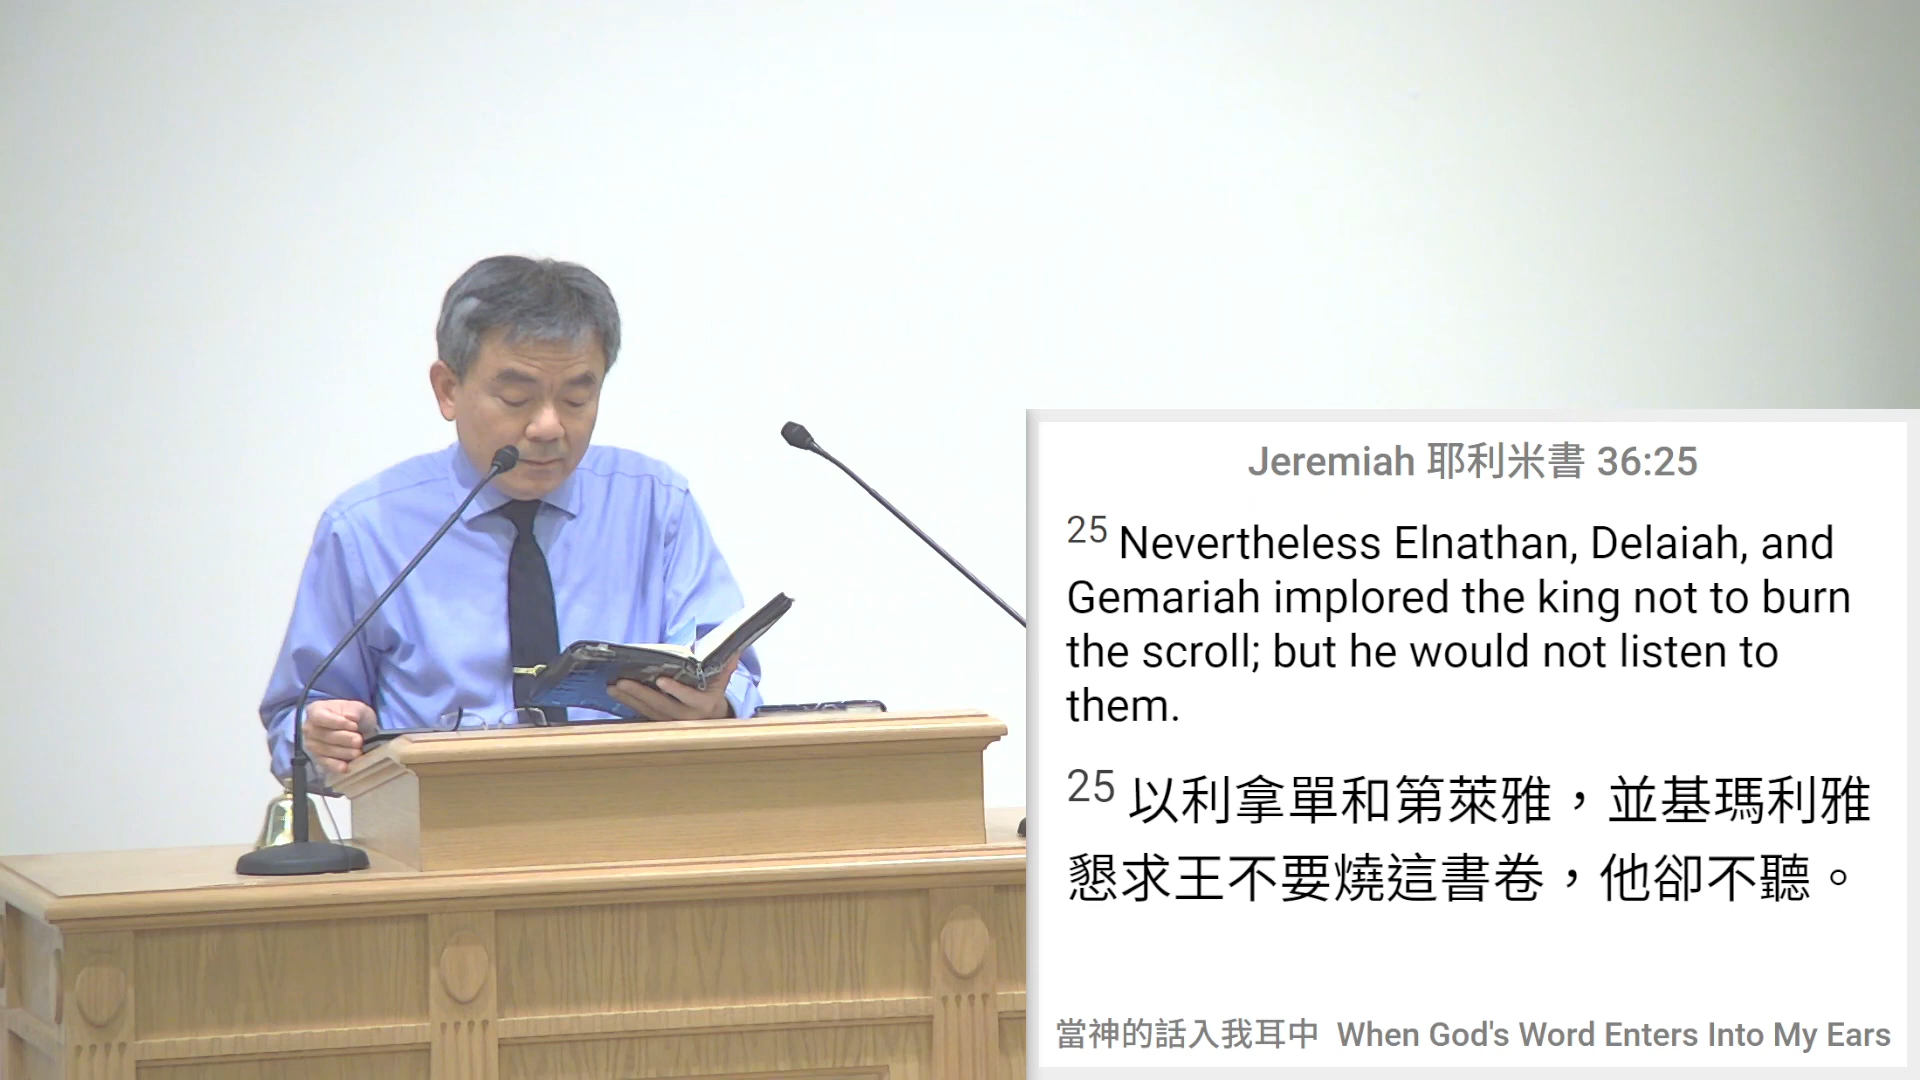 Jeremiah 耶利米書 36:25
25 Nevertheless Elnathan, Delaiah, and
Gemariah implored the king not to burn
the scroll; but he would not listen to
them.
25 以利拿單和第萊雅，並基瑪利雅
懇求王不要燒這書卷，他卻不聽。
當神的話入我耳中 When God's Word Enters Into My Ears